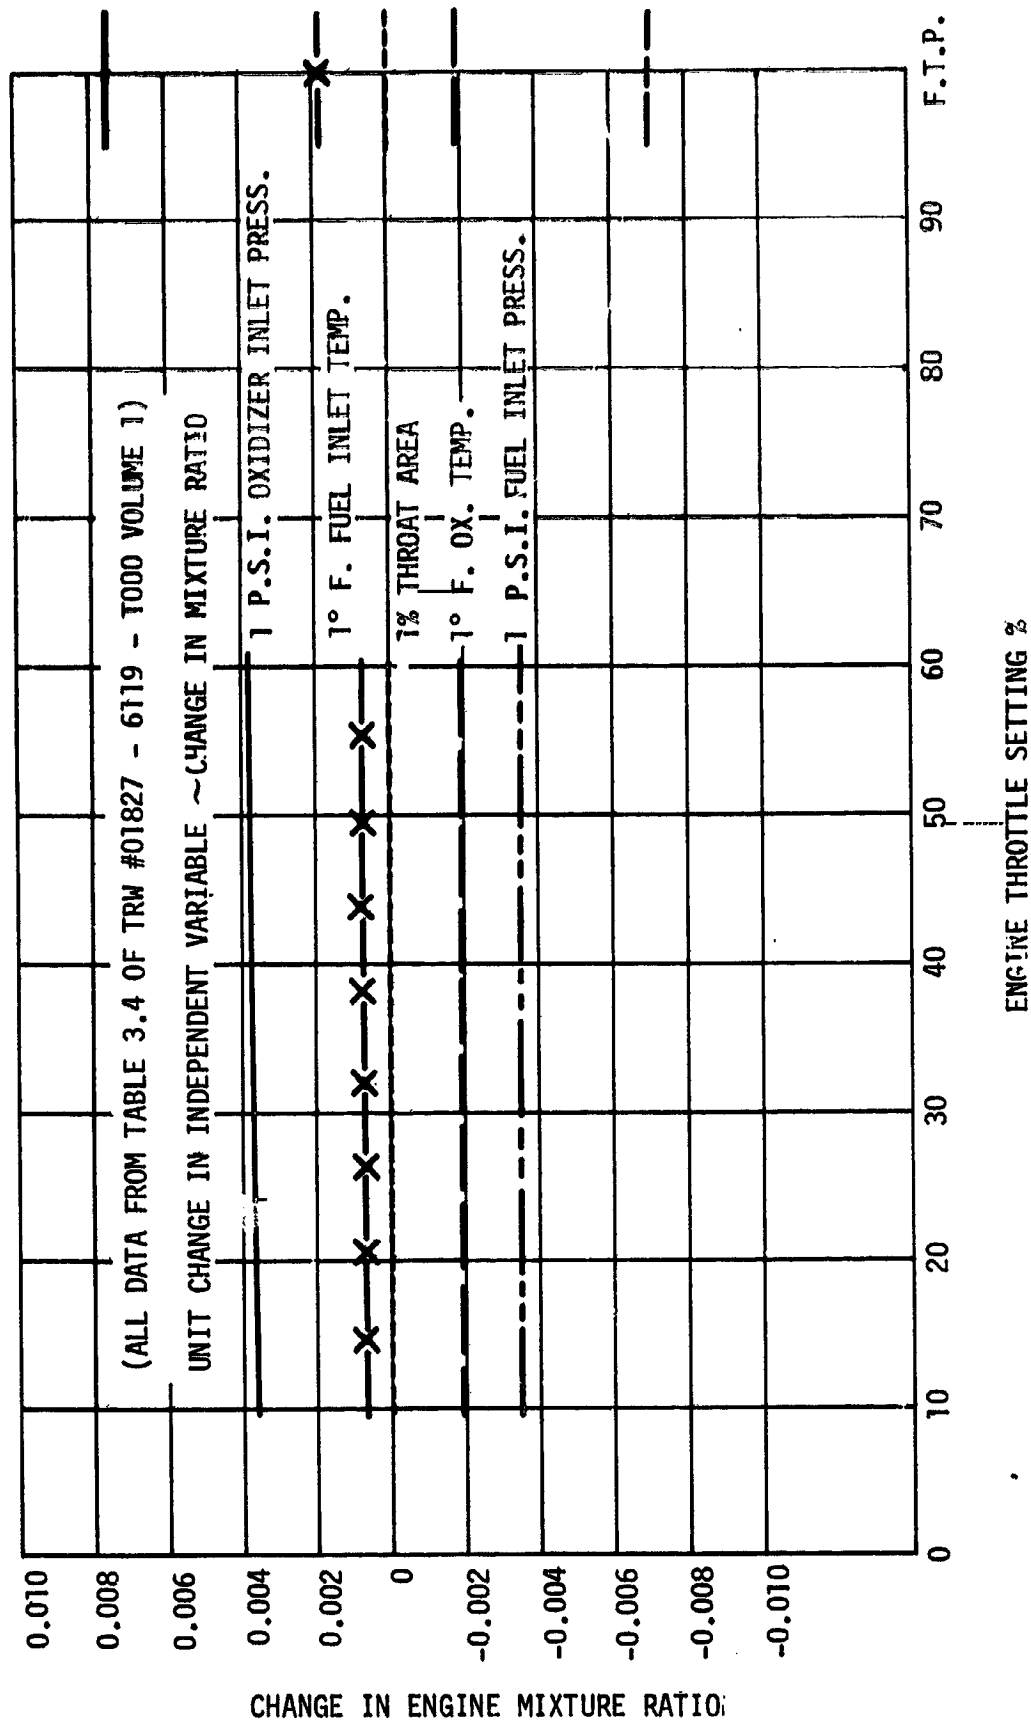 CHANGE IN ENGINE MIXTURE RATIO
0.010
0.008
0.006
0.004
0.002
0
-0.002
-0.004
-0.006
-0.008
-0.010
(ALL DATA FROM TABLE 3.4 OF TRW #01827 - 6119 - T000 VOLUME 1)
UNIT CHANGE IN INDEPENDENT VARIABLE ~ CHANGE IN MIXTURE RATIO
1 P.S.I. OXIDIZER INLET PRESS.
1° F. FUEL INLET TEMP.
1% THROAT AREA
1° F. OX. TEMP.
1 P.S.I. FUEL INLET PRESS.
0 10 20 30 40 50 60 70 80 90 F.T.P.
ENGINE THROTTLE SETTING %